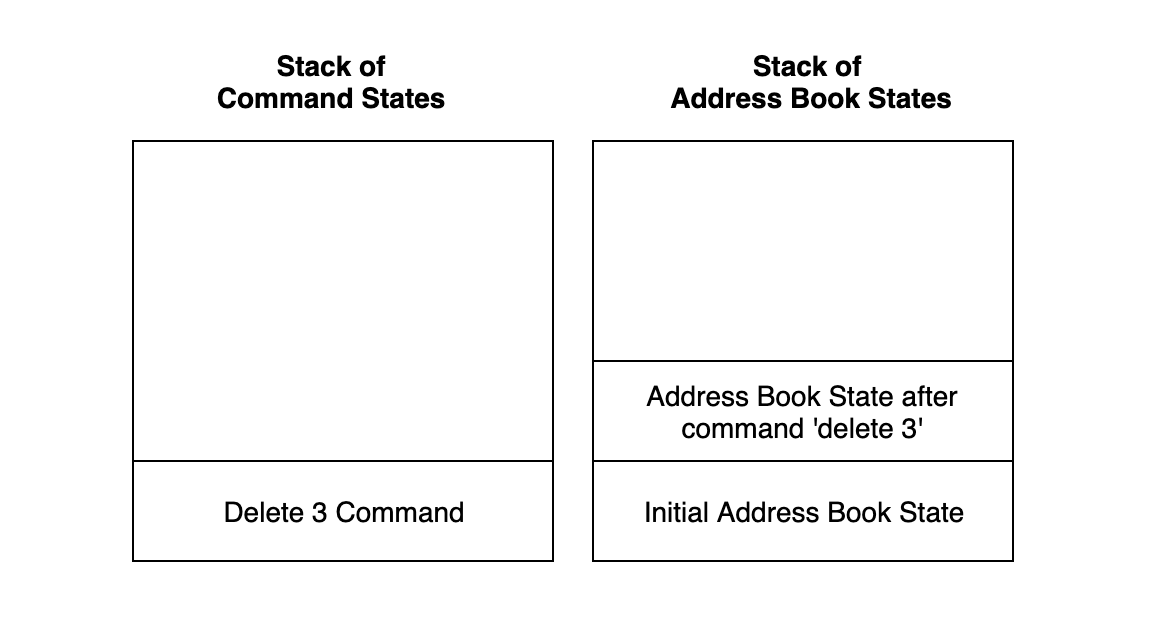 Stack of
Command States
Stack of
Address Book States
Address Book State after
command 'delete 3'
Delete 3 Command
Initial Address Book State